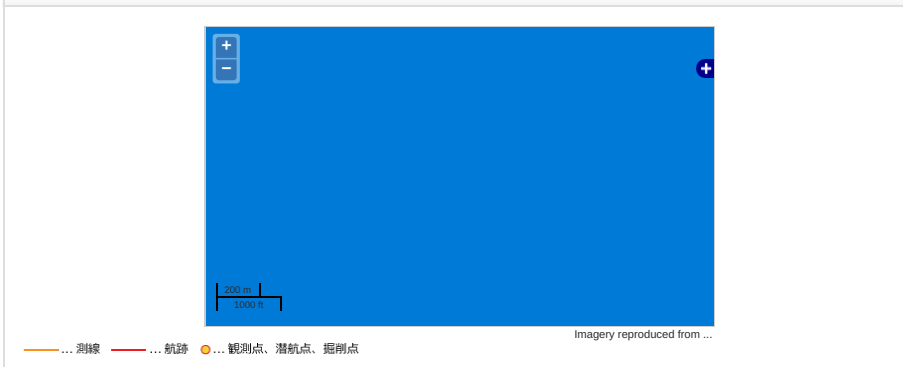 +
−
+
200 m
1000 ft
Imagery reproduced from ...
... 測線 ... 航跡 ... 観測点、潜航点、掘削点